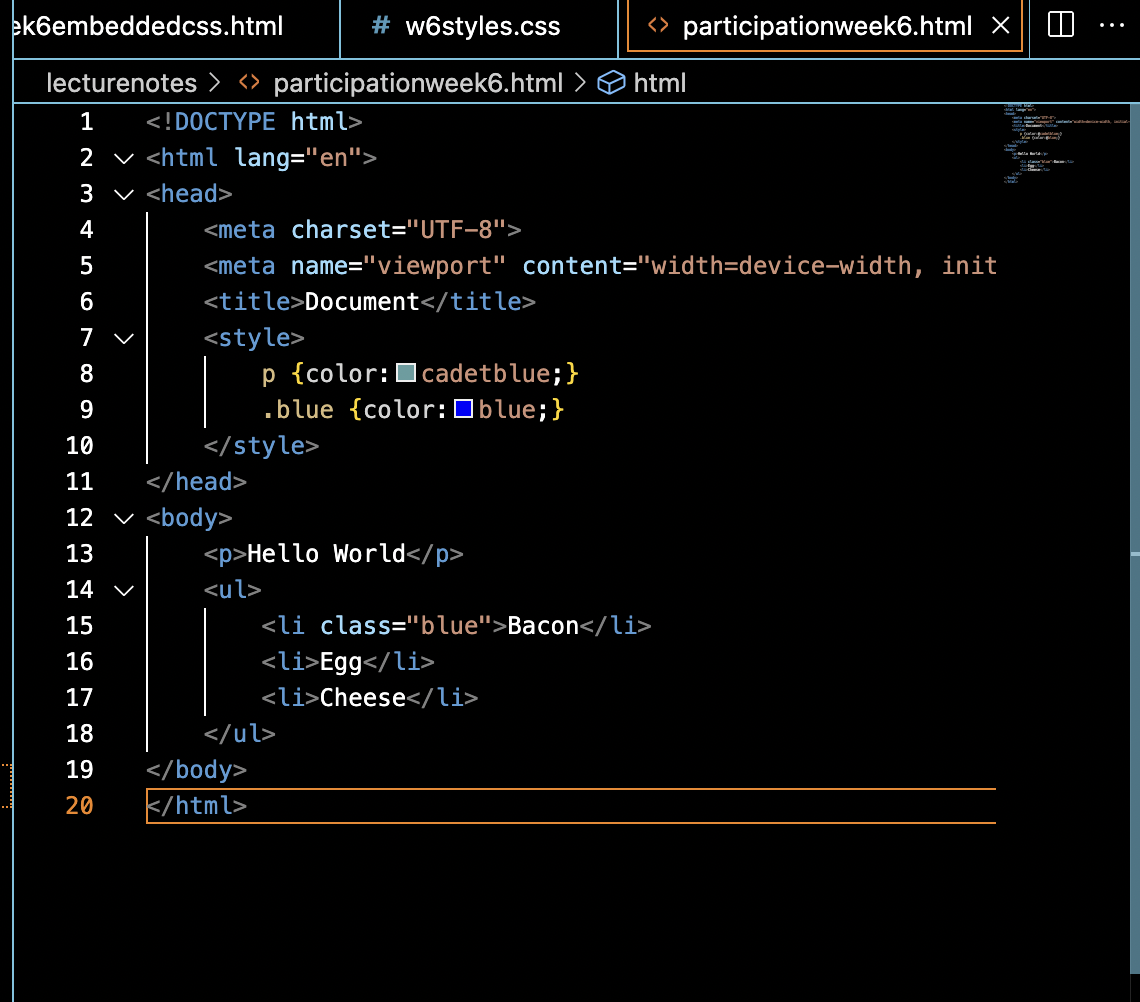 ek6embeddedcss.html # w6styles.css <> participationweek6.html
lecturenotes > <> participationweek6.html > html
1 <!DOCTYPE html>
2 <html lang="en">
3 <head>
4 <meta charset="UTF-8">
5 <meta name="viewport" content="width=device-width, init
6 <title>Document</title>
7 <style>
8 p {color:cadetblue;}
9 .blue {color:blue;}
10 </style>
11 </head>
12 <body>
13 <p>Hello World</p>
14 <ul>
15 <li class="blue">Bacon</li>
16 <li>Egg</li>
17 <li>Cheese</li>
18 </ul>
19 </body>
20 </html>